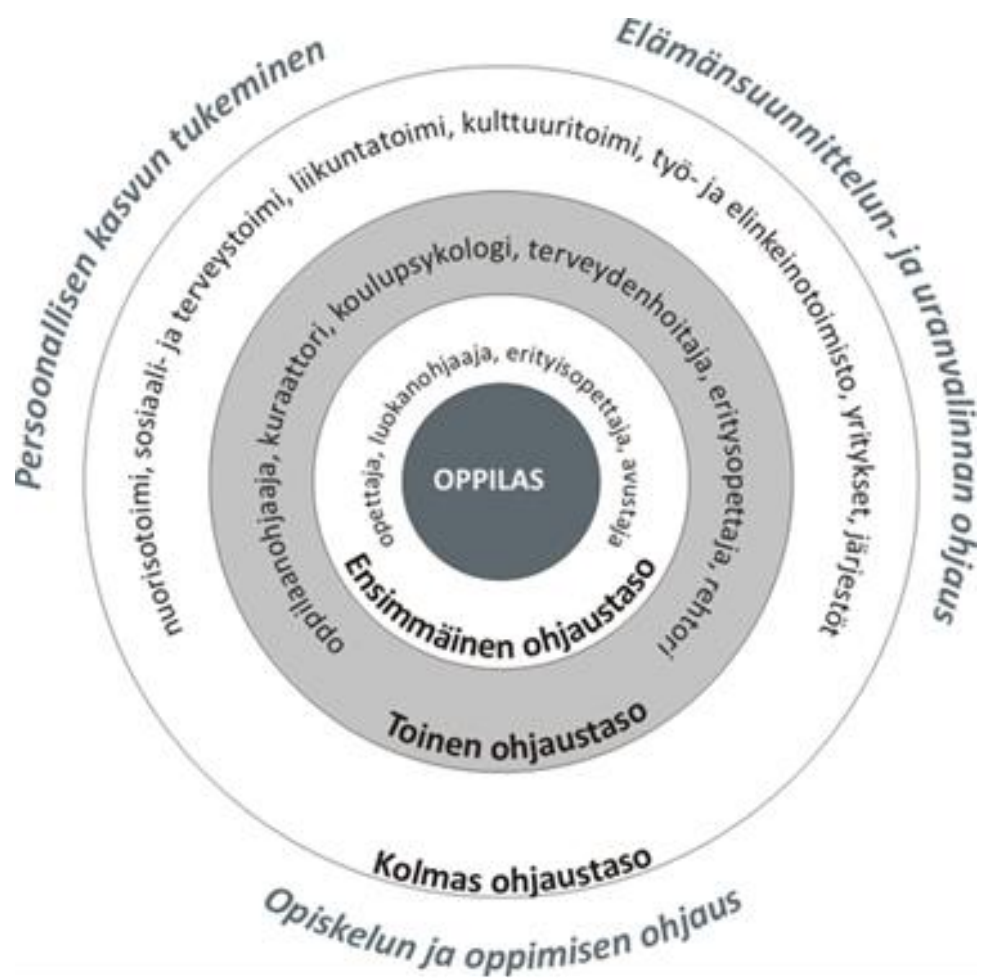 Persoonallisen kasvun tukeminen
Elämänsuunnittelun- ja uranvalinnan ohjaus
nuorisotoimi, sosiaali- ja terveystoimi, liikuntatoimi, kulttuuritoimi, työ- ja elinkeinotoimisto, yritykset, järjestöt
oppilaanohjaaja, kuraattori, koulupsykologi, terveydenhoitaja, eritysopettaja, rehtori
opettaja, luokanohjaaja, erityisopettaja, avustaja
OPPILAS
Ensimmäinen ohjaustaso
Toinen ohjaustaso
Kolmas ohjaustaso
Opiskelun ja oppimisen ohjaus